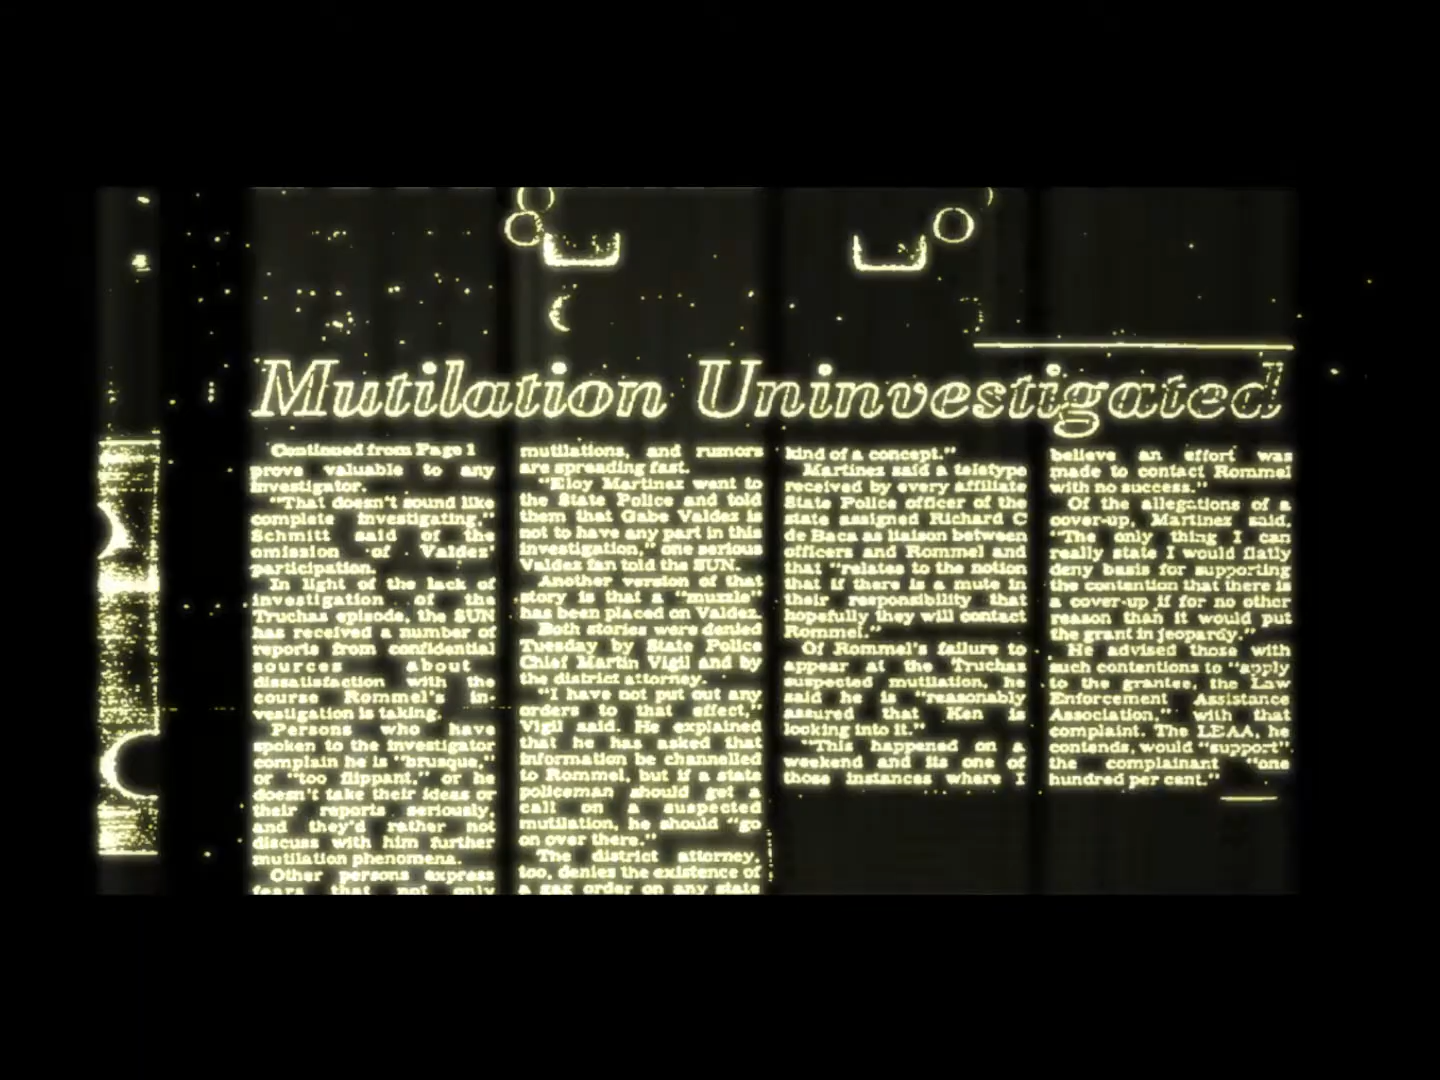 Mutilation Uninvestigated
Continued from Page 1
prove valuable to any
investigator.
"That doesn't sound like
complete investigating,"
Schmitt said of the
omission of Valdez'
participation.
In light of the lack of
investigation of the
Truchas episode, the SUN
has received a number of
reports from confidential
sources about
dissatisfaction with the
course Rommel's in-
vestigation is taking.
Persons who have
spoken to the investigator
complain he is "brusque,"
or "too flippant," or he
doesn't take their ideas or
their reports seriously,
and they'd rather not
discuss with him further
mutilation phenomena.
Other persons express
fears that not only
mutilations, and rumors
are spreading fast.
"Eloy Martinez went to
the State Police and told
them that Gabe Valdez is
not to have any part in this
investigation," one serious
Valdez fan told the SUN.
Another version of that
story is that a "muzzle"
has been placed on Valdez.
Both stories were denied
Tuesday by State Police
Chief Martin Vigil and by
the district attorney.
"I have not put out any
orders to that effect,"
Vigil said. He explained
that he has asked that
information be channelled
to Rommel, but if a state
policeman should get a
call on a suspected
mutilation, he should "go
on over there."
The district attorney,
too, denies the existence of
a gag order on any state
kind of a concept."
Martinez said a teletype
received by every affiliate
State Police officer of the
state assigned Richard C
de Baca as liaison between
officers and Rommel and
that "relates to the notion
that if there is a mute in
their responsibility that
hopefully they will contact
Rommel."
Of Rommel's failure to
appear at the Truchas
suspected mutilation, he
said he is "reasonably
assured that Ken is
looking into it."
"This happened on a
weekend and its one of
those instances where I
believe an effort was
made to contact Rommel
with no success."
Of the allegations of a
cover-up, Martinez said,
"The only thing I can
really state I would flatly
deny basis for supporting
the contention that there is
a cover-up if for no other
reason than it would put
the grant in jeopardy."
He advised those with
such contentions to "apply
to the grantee, the Law
Enforcement Assistance
Association," with that
complaint. The LEAA, he
contends, would "support"
the complainant "one
hundred per cent."